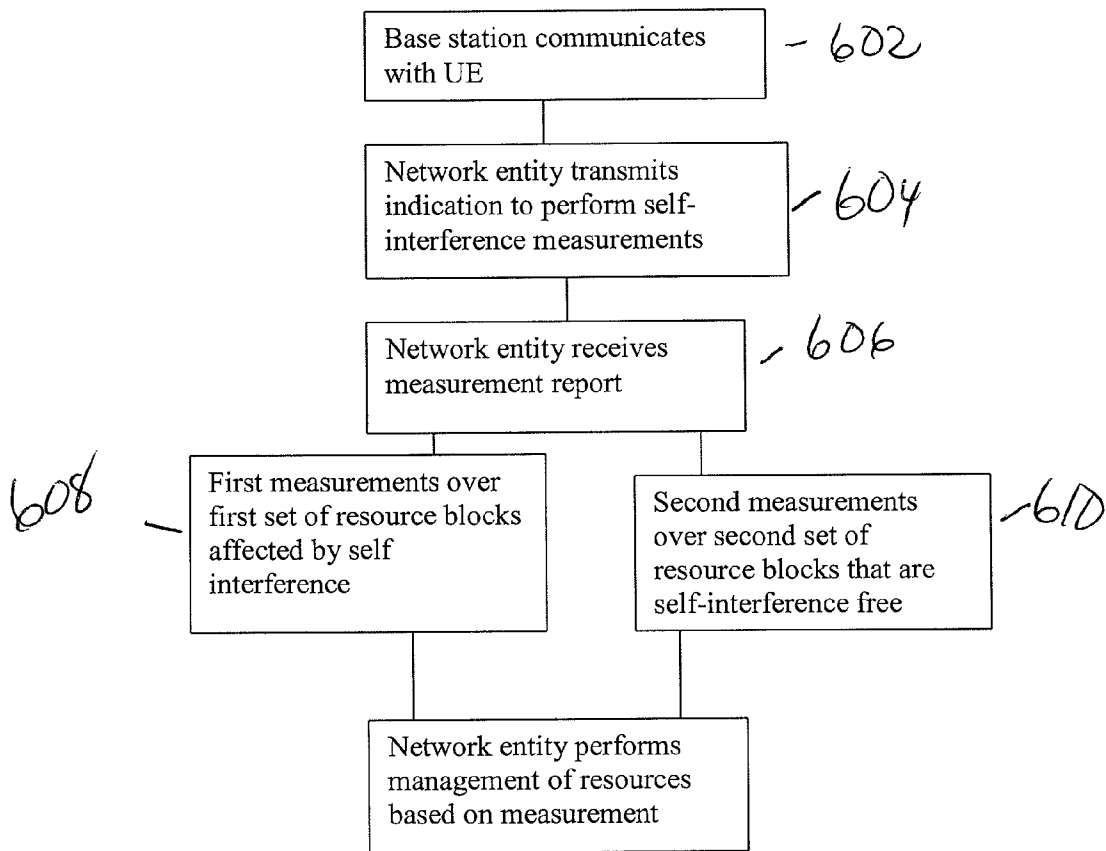 Base station communicates
with UE
602
Network entity transmits
indication to perform self-
interference measurements
604
Network entity receives
measurement report
606
608
First measurements over
first set of resource blocks
affected by self
interference
Second measurements
over second set of
resource blocks that are
self-interference free
610
Network entity performs
management of resources
based on measurement